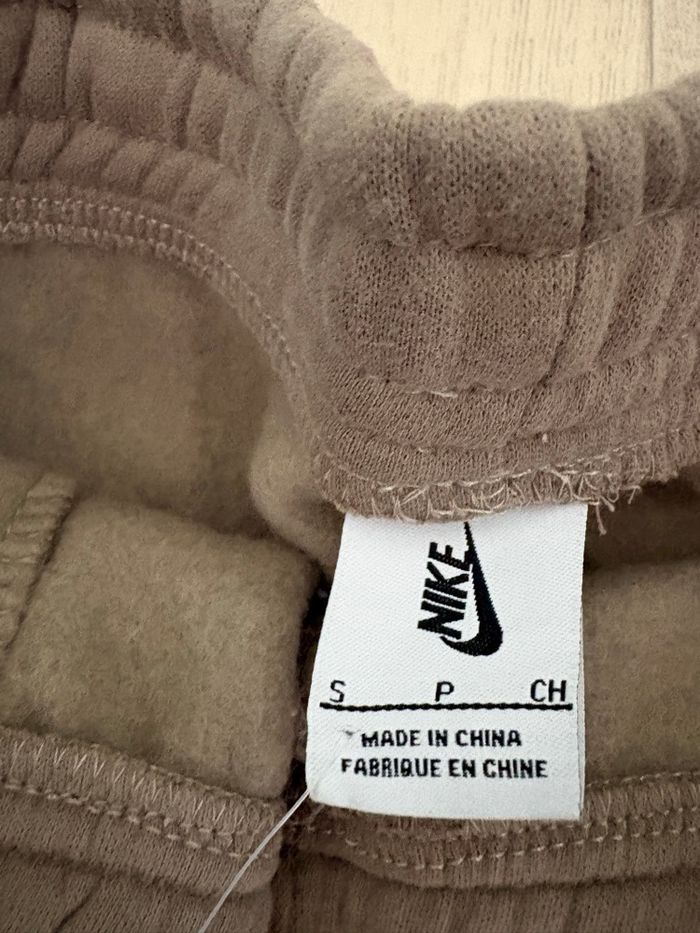 NIKE
S P CH
MADE IN CHINA
FABRIQUE EN CHINE